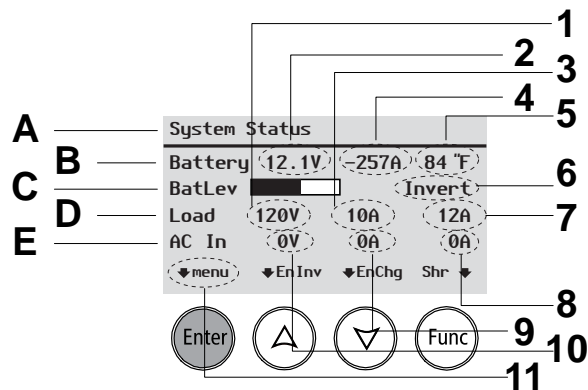 1
2
3
4
5
A System Status
B Battery 12.1V -257A 84 °F
C BatLev Invert 6
D Load 120V 10A 12A 7
E AC In 0V 0A 0A
menu EnInv EnChg Shr
8
Enter Func 9
10
11